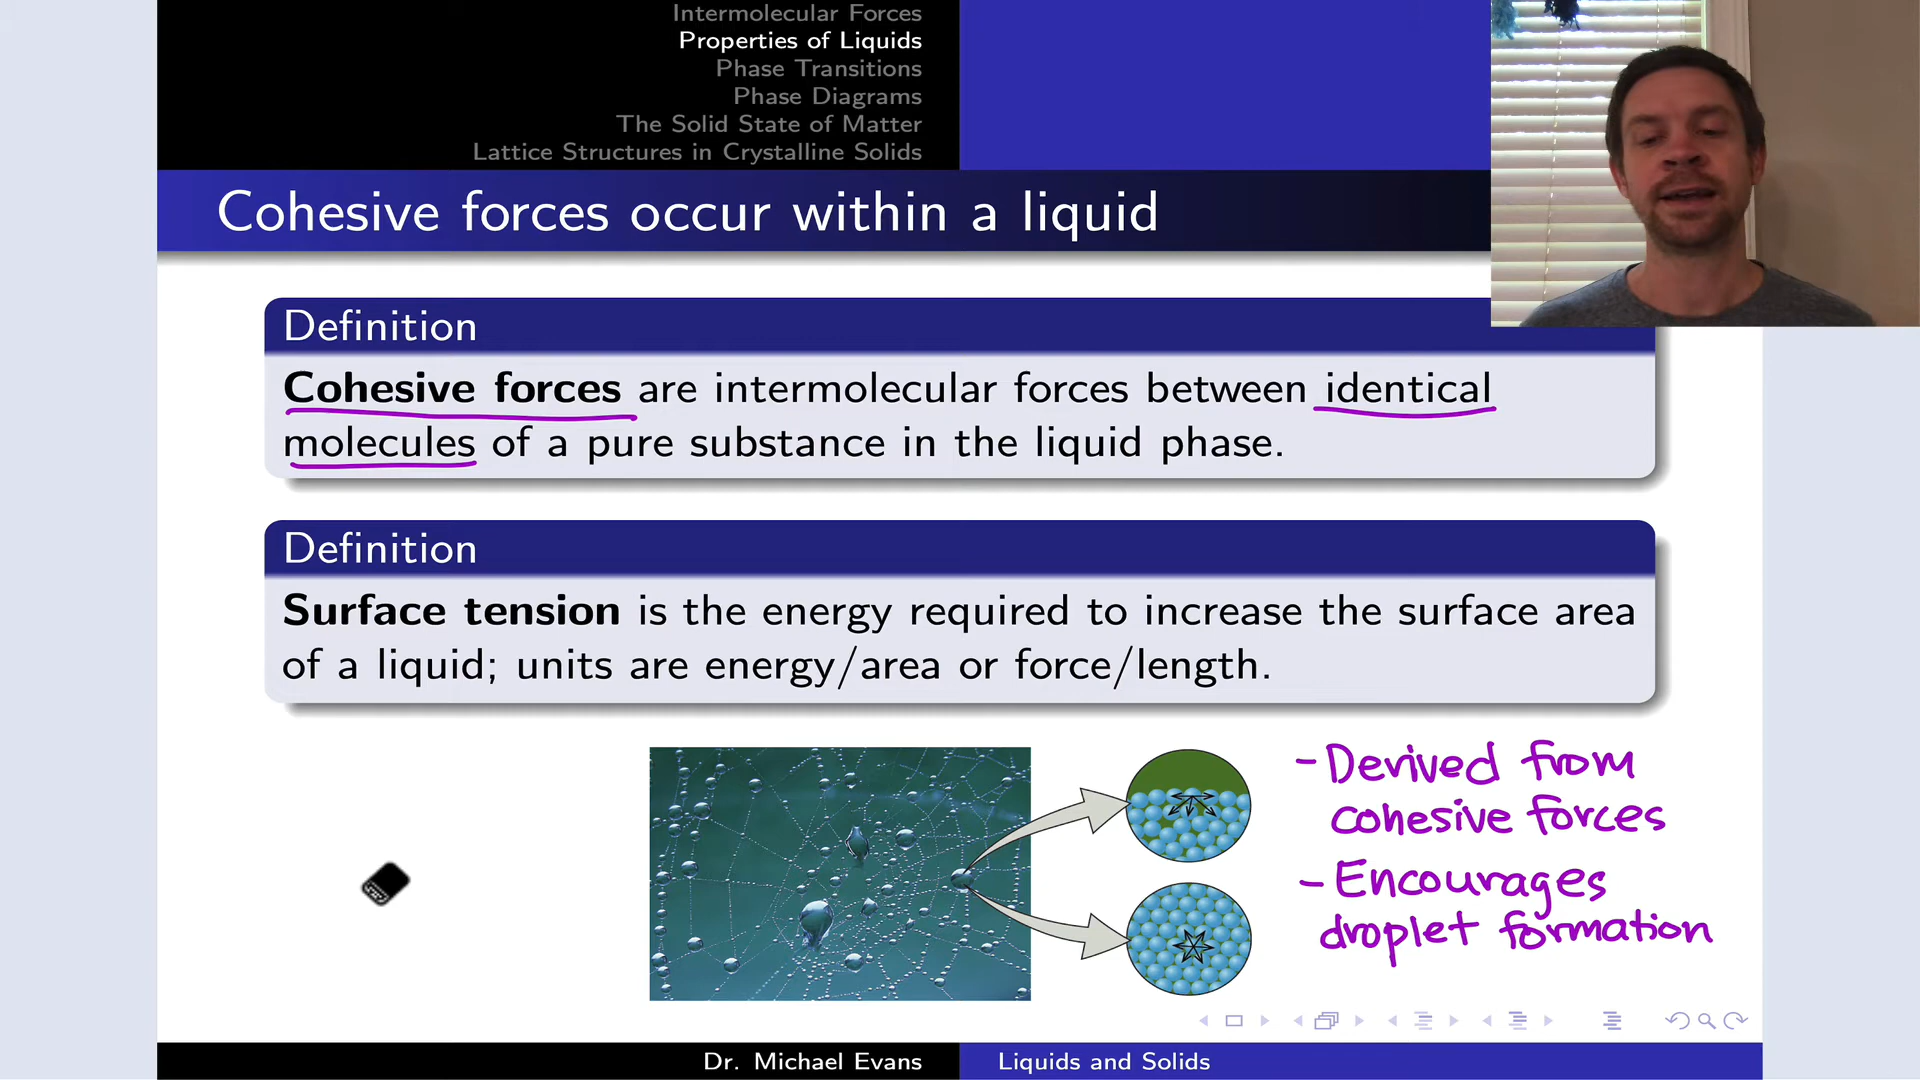 Intermolecular Forces
Properties of Liquids
Phase Transitions
Phase Diagrams
The Solid State of Matter
Lattice Structures in Crystalline Solids
Cohesive forces occur within a liquid
Definition
Cohesive forces are intermolecular forces between identical
molecules of a pure substance in the liquid phase.
Definition
Surface tension is the energy required to increase the surface area
of a liquid; units are energy/area or force/length.
- Derived from
cohesive forces
- Encourages
droplet formation
Dr. Michael Evans
Liquids and Solids